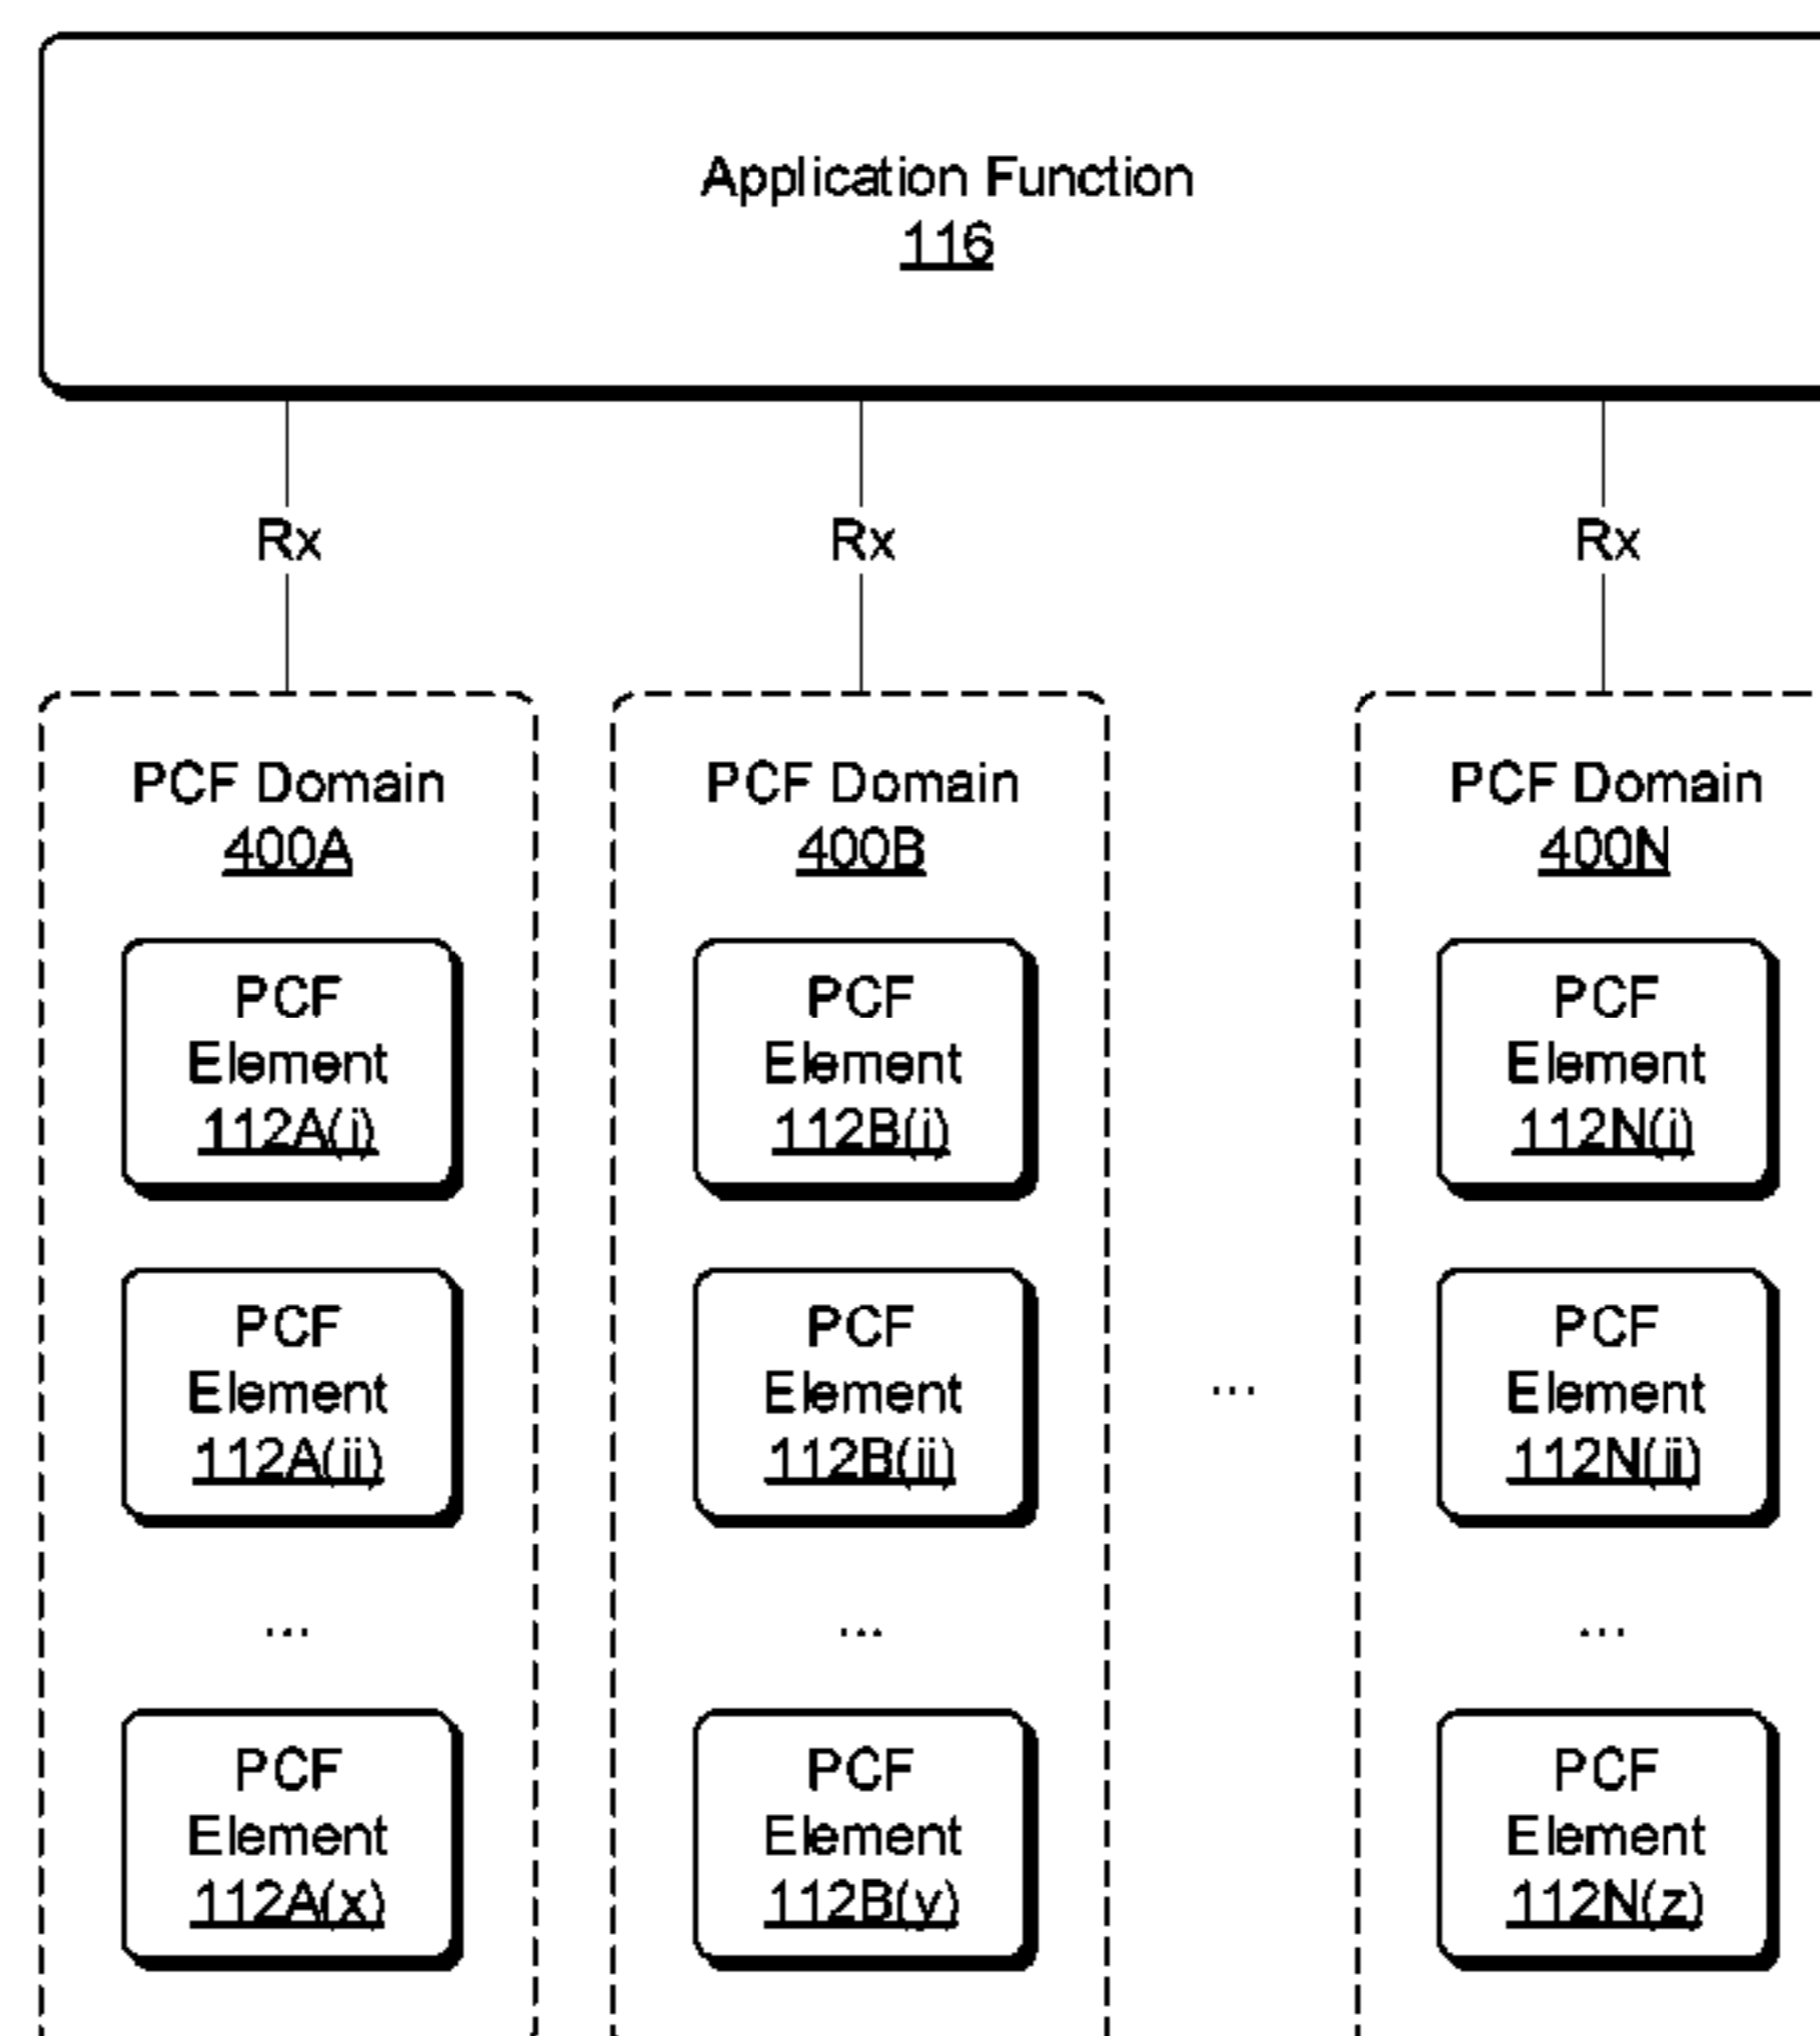 Application Function
116
Rx Rx Rx
PCF Domain PCF Domain PCF Domain
400A 400B 400N
PCF PCF PCF
Element Element Element
112A(i) 112B(i) 112N(i)
PCF PCF PCF
Element Element Element
112A(ii) 112B(ii) 112N(ii)
...
... ... ...
PCF PCF PCF
Element Element Element
112A(x) 112B(y) 112N(z)